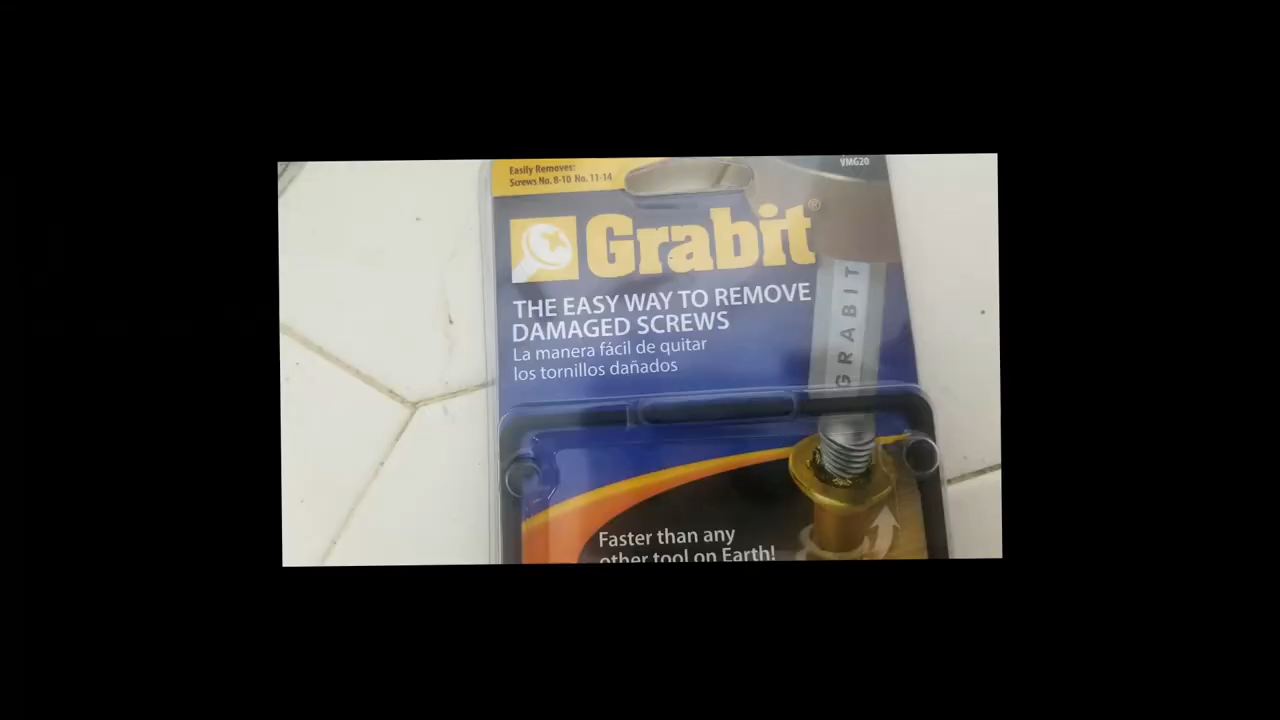 Easily Removes:
Screws No. 8-10 No. 11-14
VMG20
Grabit®
THE EASY WAY TO REMOVE
DAMAGED SCREWS
La manera fácil de quitar
los tornillos dañados
GRABIT
Faster than any
other tool on Earth!